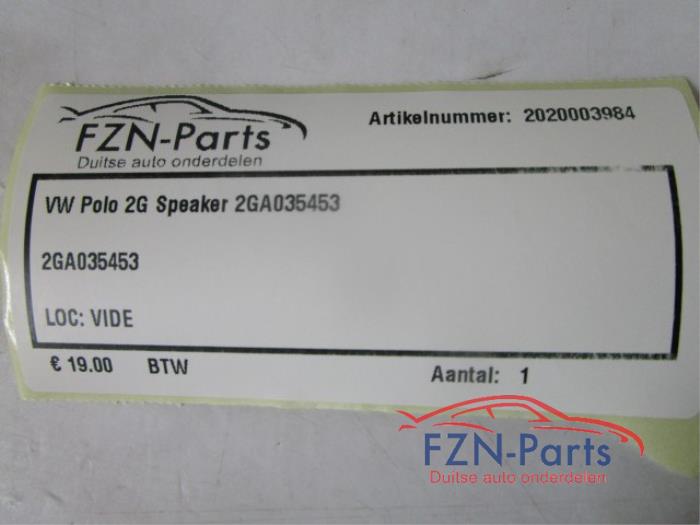 FZN-Parts
Duitse auto onderdelen
Artikelnummer: 2020003984
VW Polo 2G Speaker 2GA035453
2GA035453
LOC: VIDE
€ 19.00 BTW
Aantal: 1
FZN-Parts
Duitse auto onderdelen